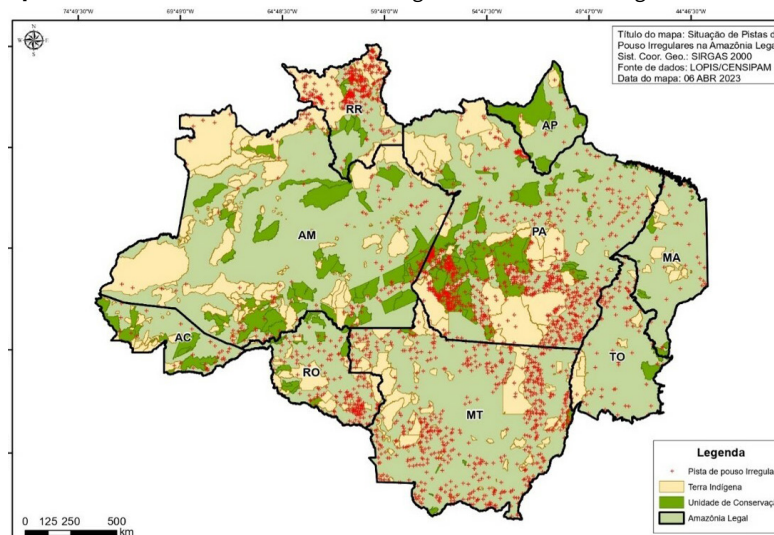 74°49'30"W
69°49'0"W
64°48'30"W
59°48'0"W
54°47'30"W
49°47'0"W
44°46'30"W
N
Título do mapa: Situação de Pistas d
Pouso Irregulares na Amazônia Lega
Sist. Coor. Geo.: SIRGAS 2000
Fonte de dados: LOPIS/CENSIPAM
Data do mapa: 06 ABR 2023
RR
AP
AM
PA
MA
AC
TO
RO
MT
Legenda
Pista de pouso Irregula
Terra Indígena
Unidade de Conservaçã
Amazônia Legal
0 125 250 500
km